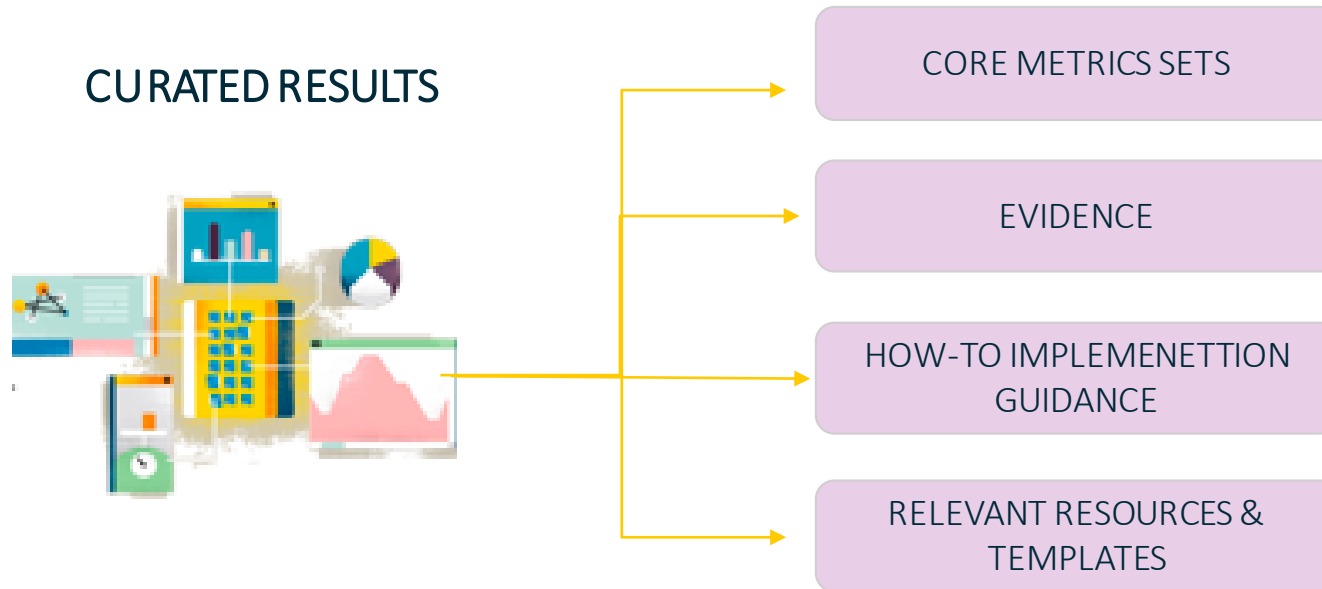 CURATED RESULTS
CORE METRICS SETS
EVIDENCE
HOW-TO IMPLEMENETTION
GUIDANCE
RELEVANT RESOURCES &
TEMPLATES